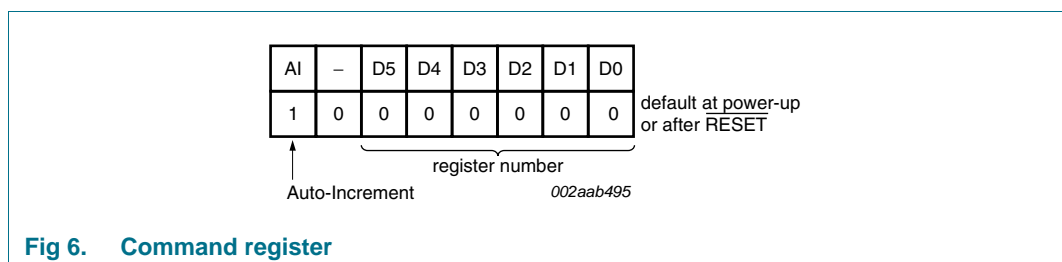 AI – D5 D4 D3 D2 D1 D0
1 0 0 0 0 0 0 0
default at power-up
or after RESET
register number
Auto-Increment
002aab495
Fig 6. Command register